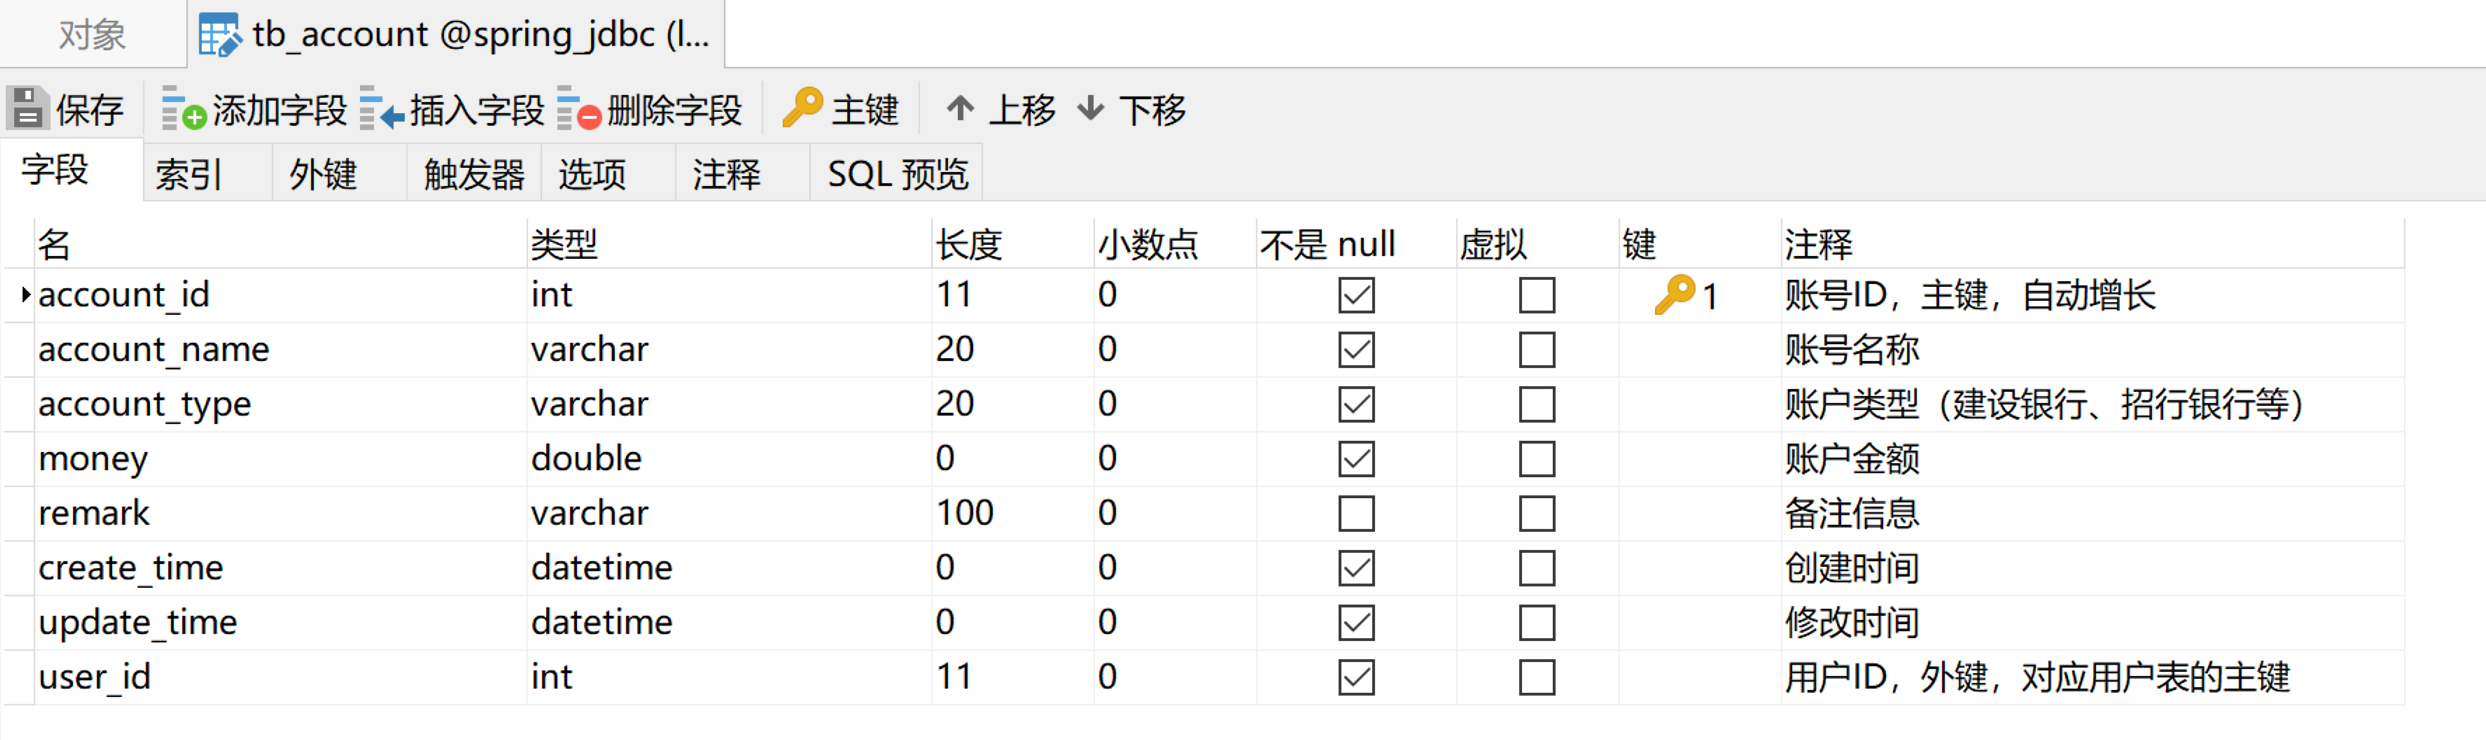 对象 tb_account @spring_jdbc (l...
保存 添加字段 插入字段 删除字段 主键 上移 下移
字段 索引 外键 触发器 选项 注释 SQL 预览
名 类型 长度 小数点 不是 null 虚拟 键 注释
account_id int 11 0 1 账号ID，主键，自动增长
account_name varchar 20 0 账号名称
account_type varchar 20 0 账户类型（建设银行、招行银行等）
money double 0 0 账户金额
remark varchar 100 0 备注信息
create_time datetime 0 0 创建时间
update_time datetime 0 0 修改时间
user_id int 11 0 用户ID，外键，对应用户表的主键